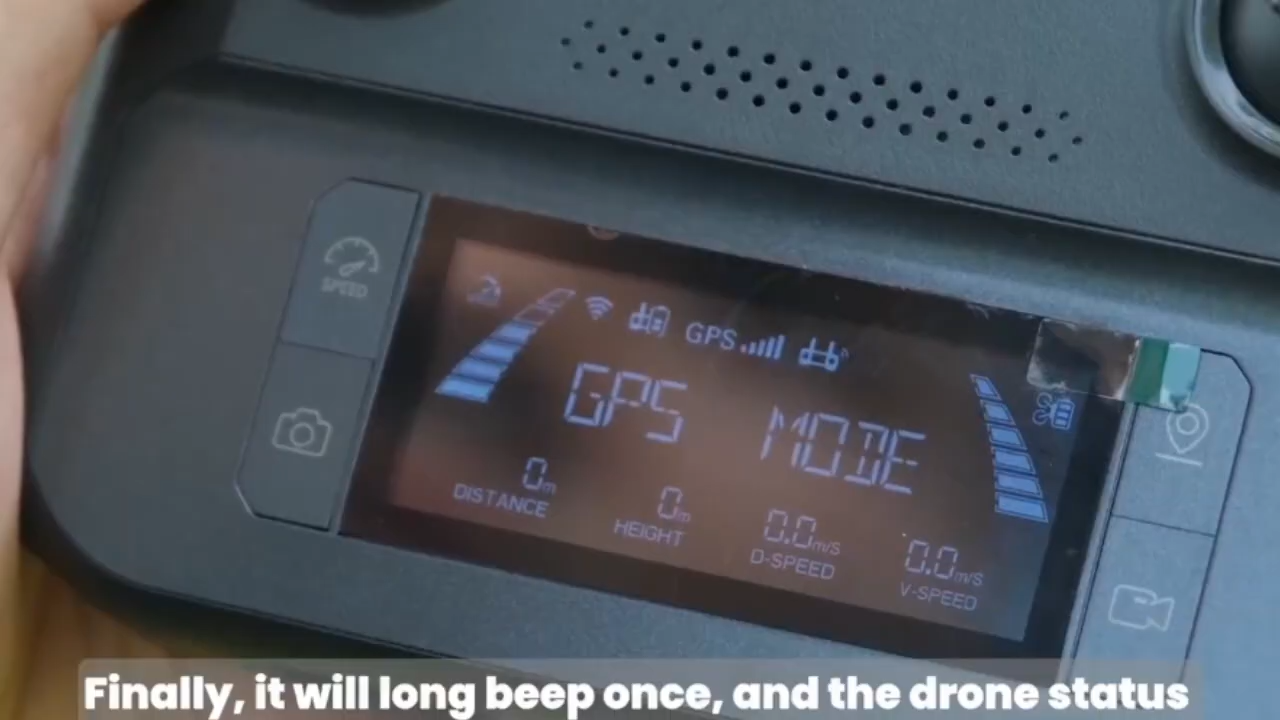 SPEED
GPS
GPS MODE
0m
DISTANCE
0m
HEIGHT
0.0m/S
D-SPEED
0.0m/S
V-SPEED
Finally, it will long beep once, and the drone status